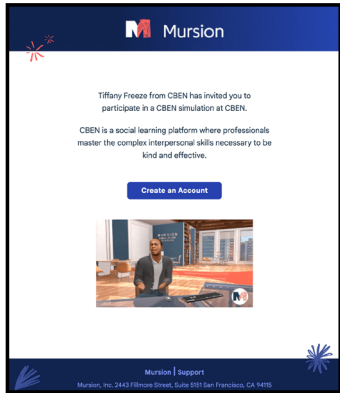 Mursion
Tiffany Freeze from CBEN has invited you to
participate in a CBEN simulation at CBEN.
CBEN is a social learning platform where professionals
master the complex interpersonal skills necessary to be
kind and effective.
Create an Account
MURSION
Mursion | Support
Mursion, Inc. 2443 Fillmore Street, Suite 5151 San Francisco, CA 94115